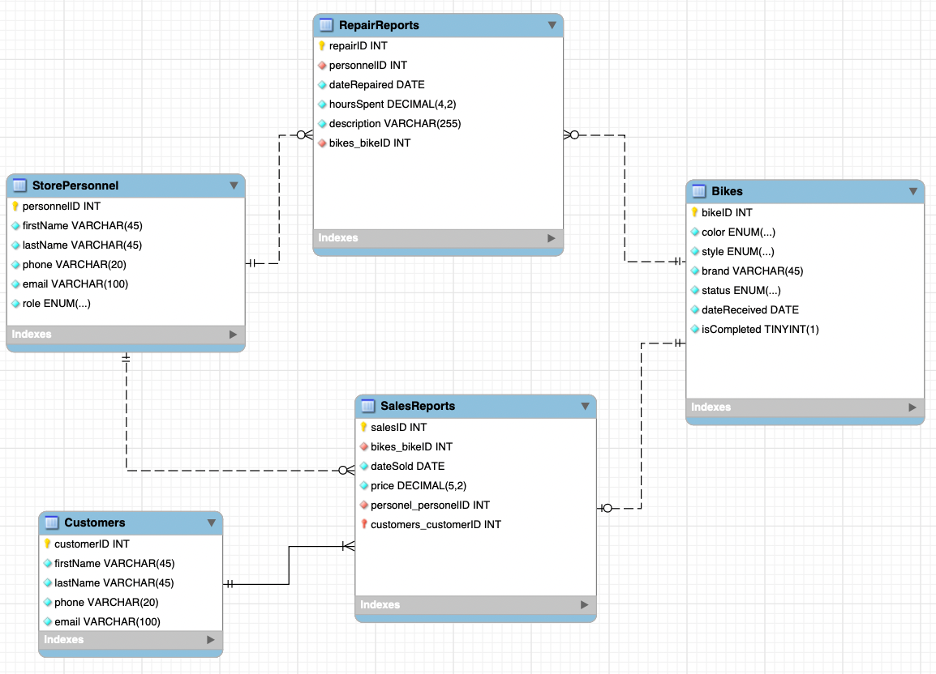 RepairReports
repairID INT
personnelID INT
dateRepaired DATE
hoursSpent DECIMAL(4,2)
description VARCHAR(255)
bikes_bikeID INT
Indexes
StorePersonnel
personnelID INT
firstName VARCHAR(45)
lastName VARCHAR(45)
phone VARCHAR(20)
email VARCHAR(100)
role ENUM(...)
Indexes
Bikes
bikeID INT
color ENUM(...)
style ENUM(...)
brand VARCHAR(45)
status ENUM(...)
dateReceived DATE
isCompleted TINYINT(1)
Indexes
SalesReports
salesID INT
bikes_bikeID INT
dateSold DATE
price DECIMAL(5,2)
personel_personelID INT
customers_customerID INT
Indexes
Customers
customerID INT
firstName VARCHAR(45)
lastName VARCHAR(45)
phone VARCHAR(20)
email VARCHAR(100)
Indexes